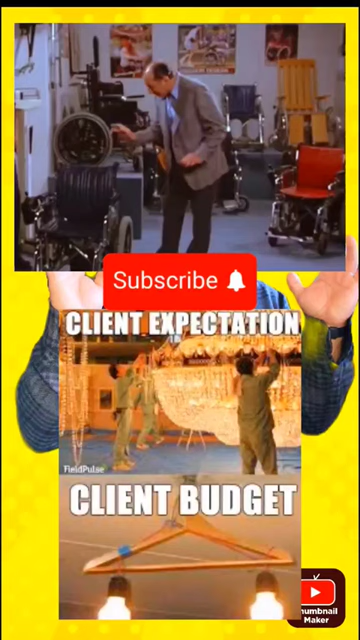 Subscribe
CLIENT EXPECTATION
FieldPulse
CLIENT BUDGET
Thumbnail
Maker